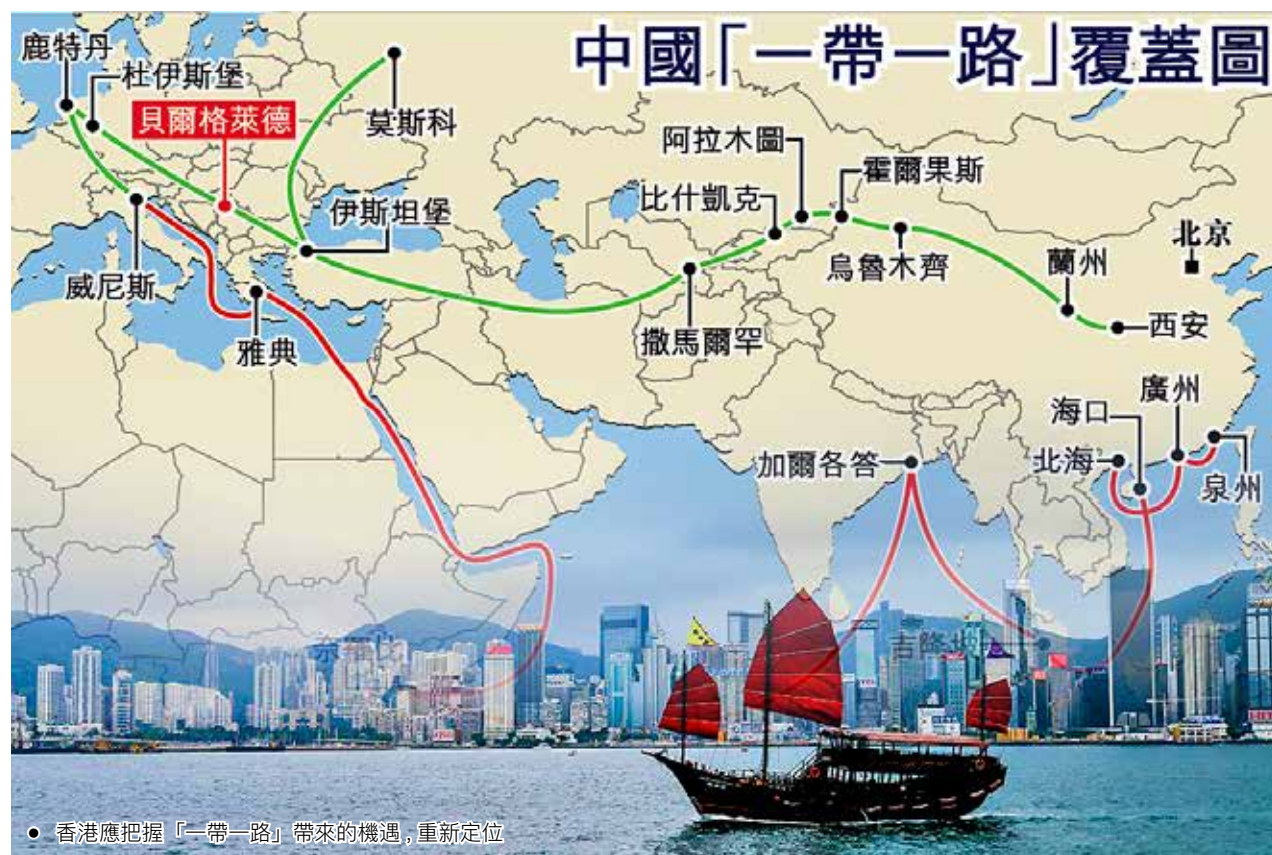 中國「一帶一路」覆蓋圖
鹿特丹
杜伊斯堡
貝爾格萊德
莫斯科
阿拉木圖
霍爾果斯
比什凱克
伊斯坦堡
北京
烏魯木齊
蘭州
威尼斯
西安
撒馬爾罕
雅典
廣州
海口
加爾各答
北海
泉州
吉隆坡
● 香港應把握「一帶一路」帶來的機遇,重新定位